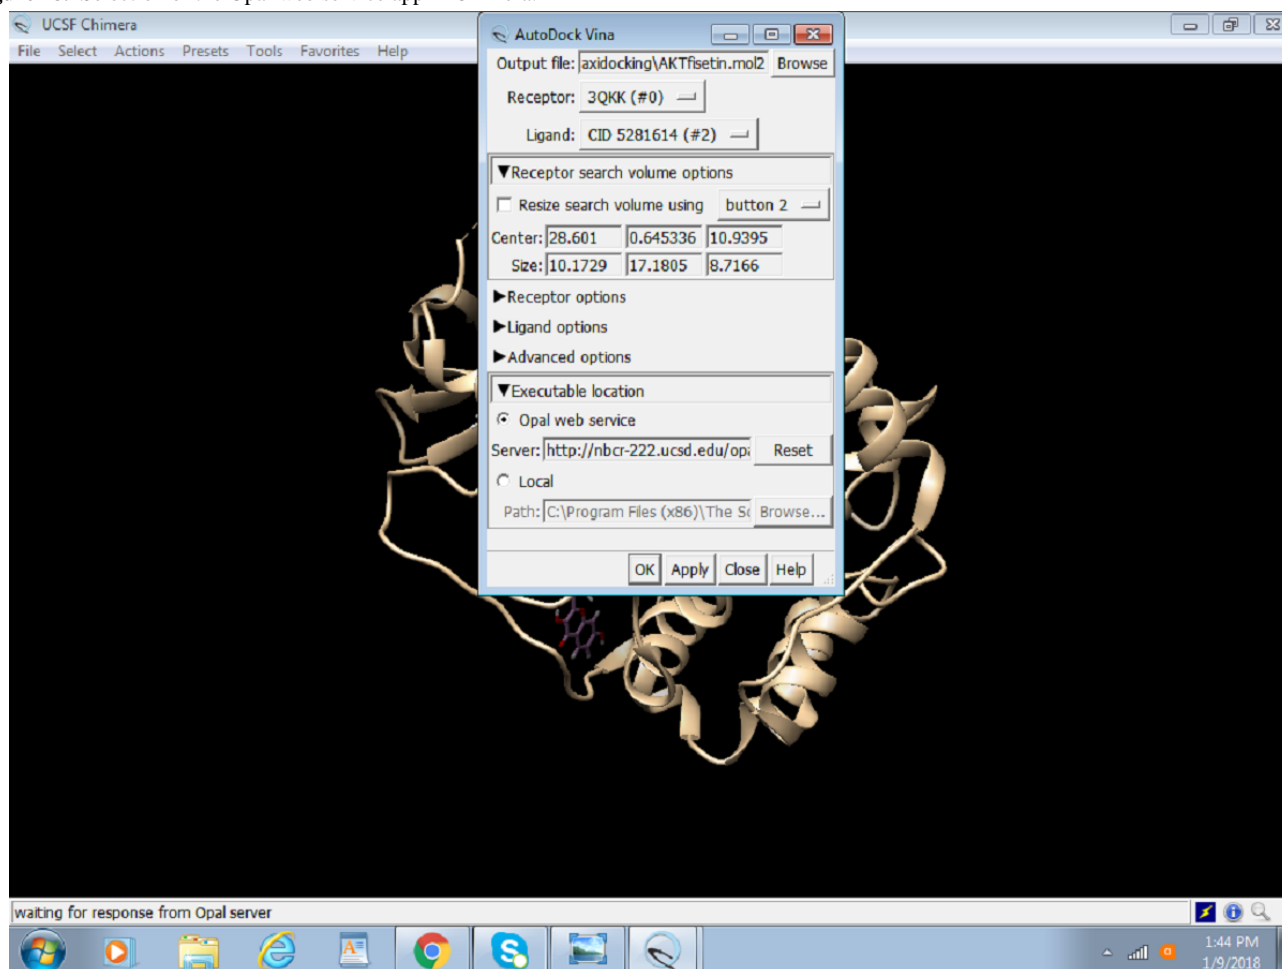 UCSF Chimera
File Select Actions Presets Tools Favorites Help
AutoDock Vina
Output file: axidocking\AKTfisetin.mol2 Browse
Receptor: 3QKK (#0)
Ligand: CID 5281614 (#2)
Receptor search volume options
Resize search volume using button 2
Center: 28.601 0.645336 10.9395
Size: 10.1729 17.1805 8.7166
Receptor options
Ligand options
Advanced options
Executable location
Opal web service
Server: http://nbcr-222.ucsd.edu/opa Reset
Local
Path: C:\Program Files (x86)\The Sc Browse...
OK Apply Close Help
waiting for response from Opal server
1:44 PM
1/9/2018